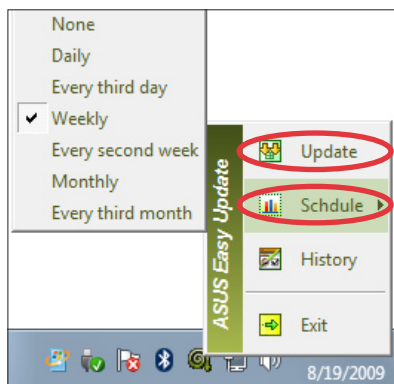 None
Daily
Every third day
Weekly
Every second week
Monthly
Every third month
ASUS Easy Update
Update
Schdule
History
Exit
8/19/2009